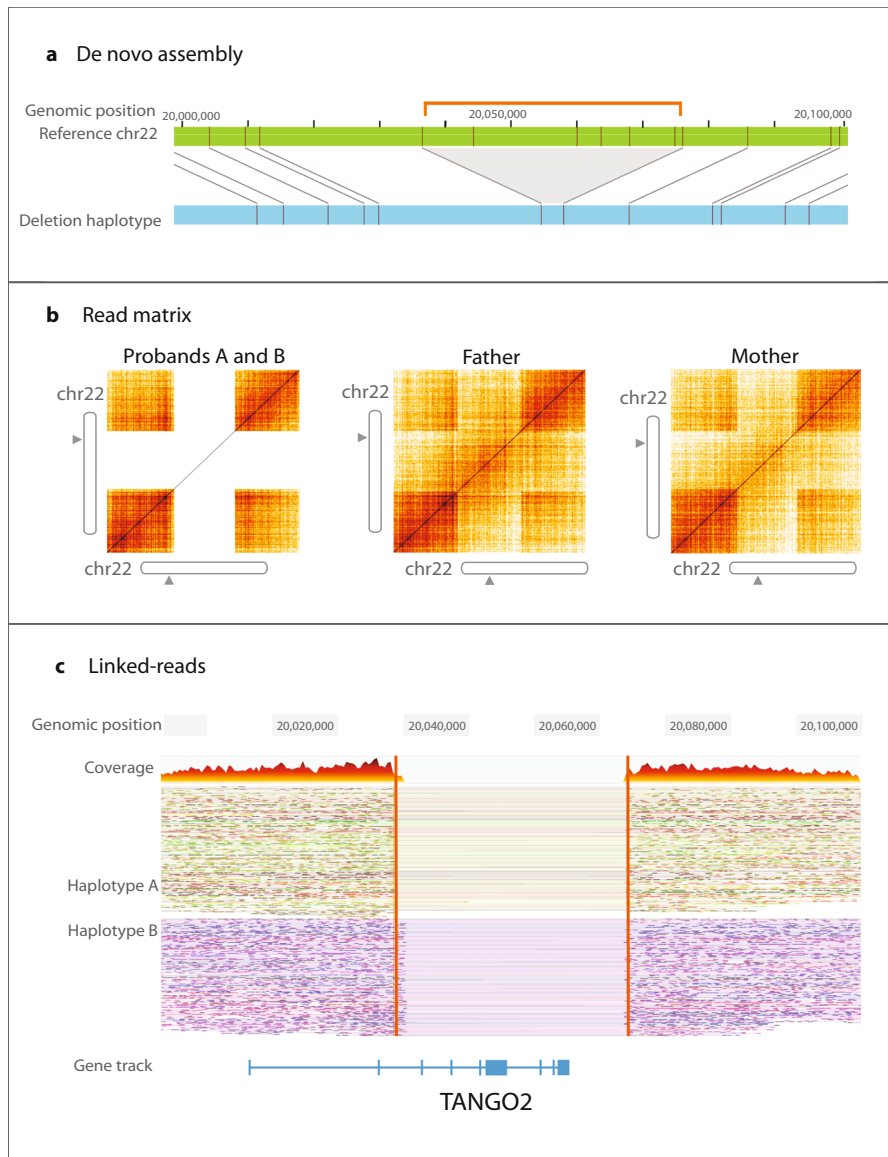 a De novo assembly
Genomic position
20,000,000 20,050,000 20,100,000
Reference chr22
Deletion haplotype
b Read matrix
Probands A and B Father Mother
chr22 chr22 chr22
chr22 chr22 chr22
c Linked-reads
Genomic position 20,020,000 20,040,000 20,060,000 20,080,000 20,100,000
Coverage
Haplotype A
Haplotype B
Gene track
TANGO2